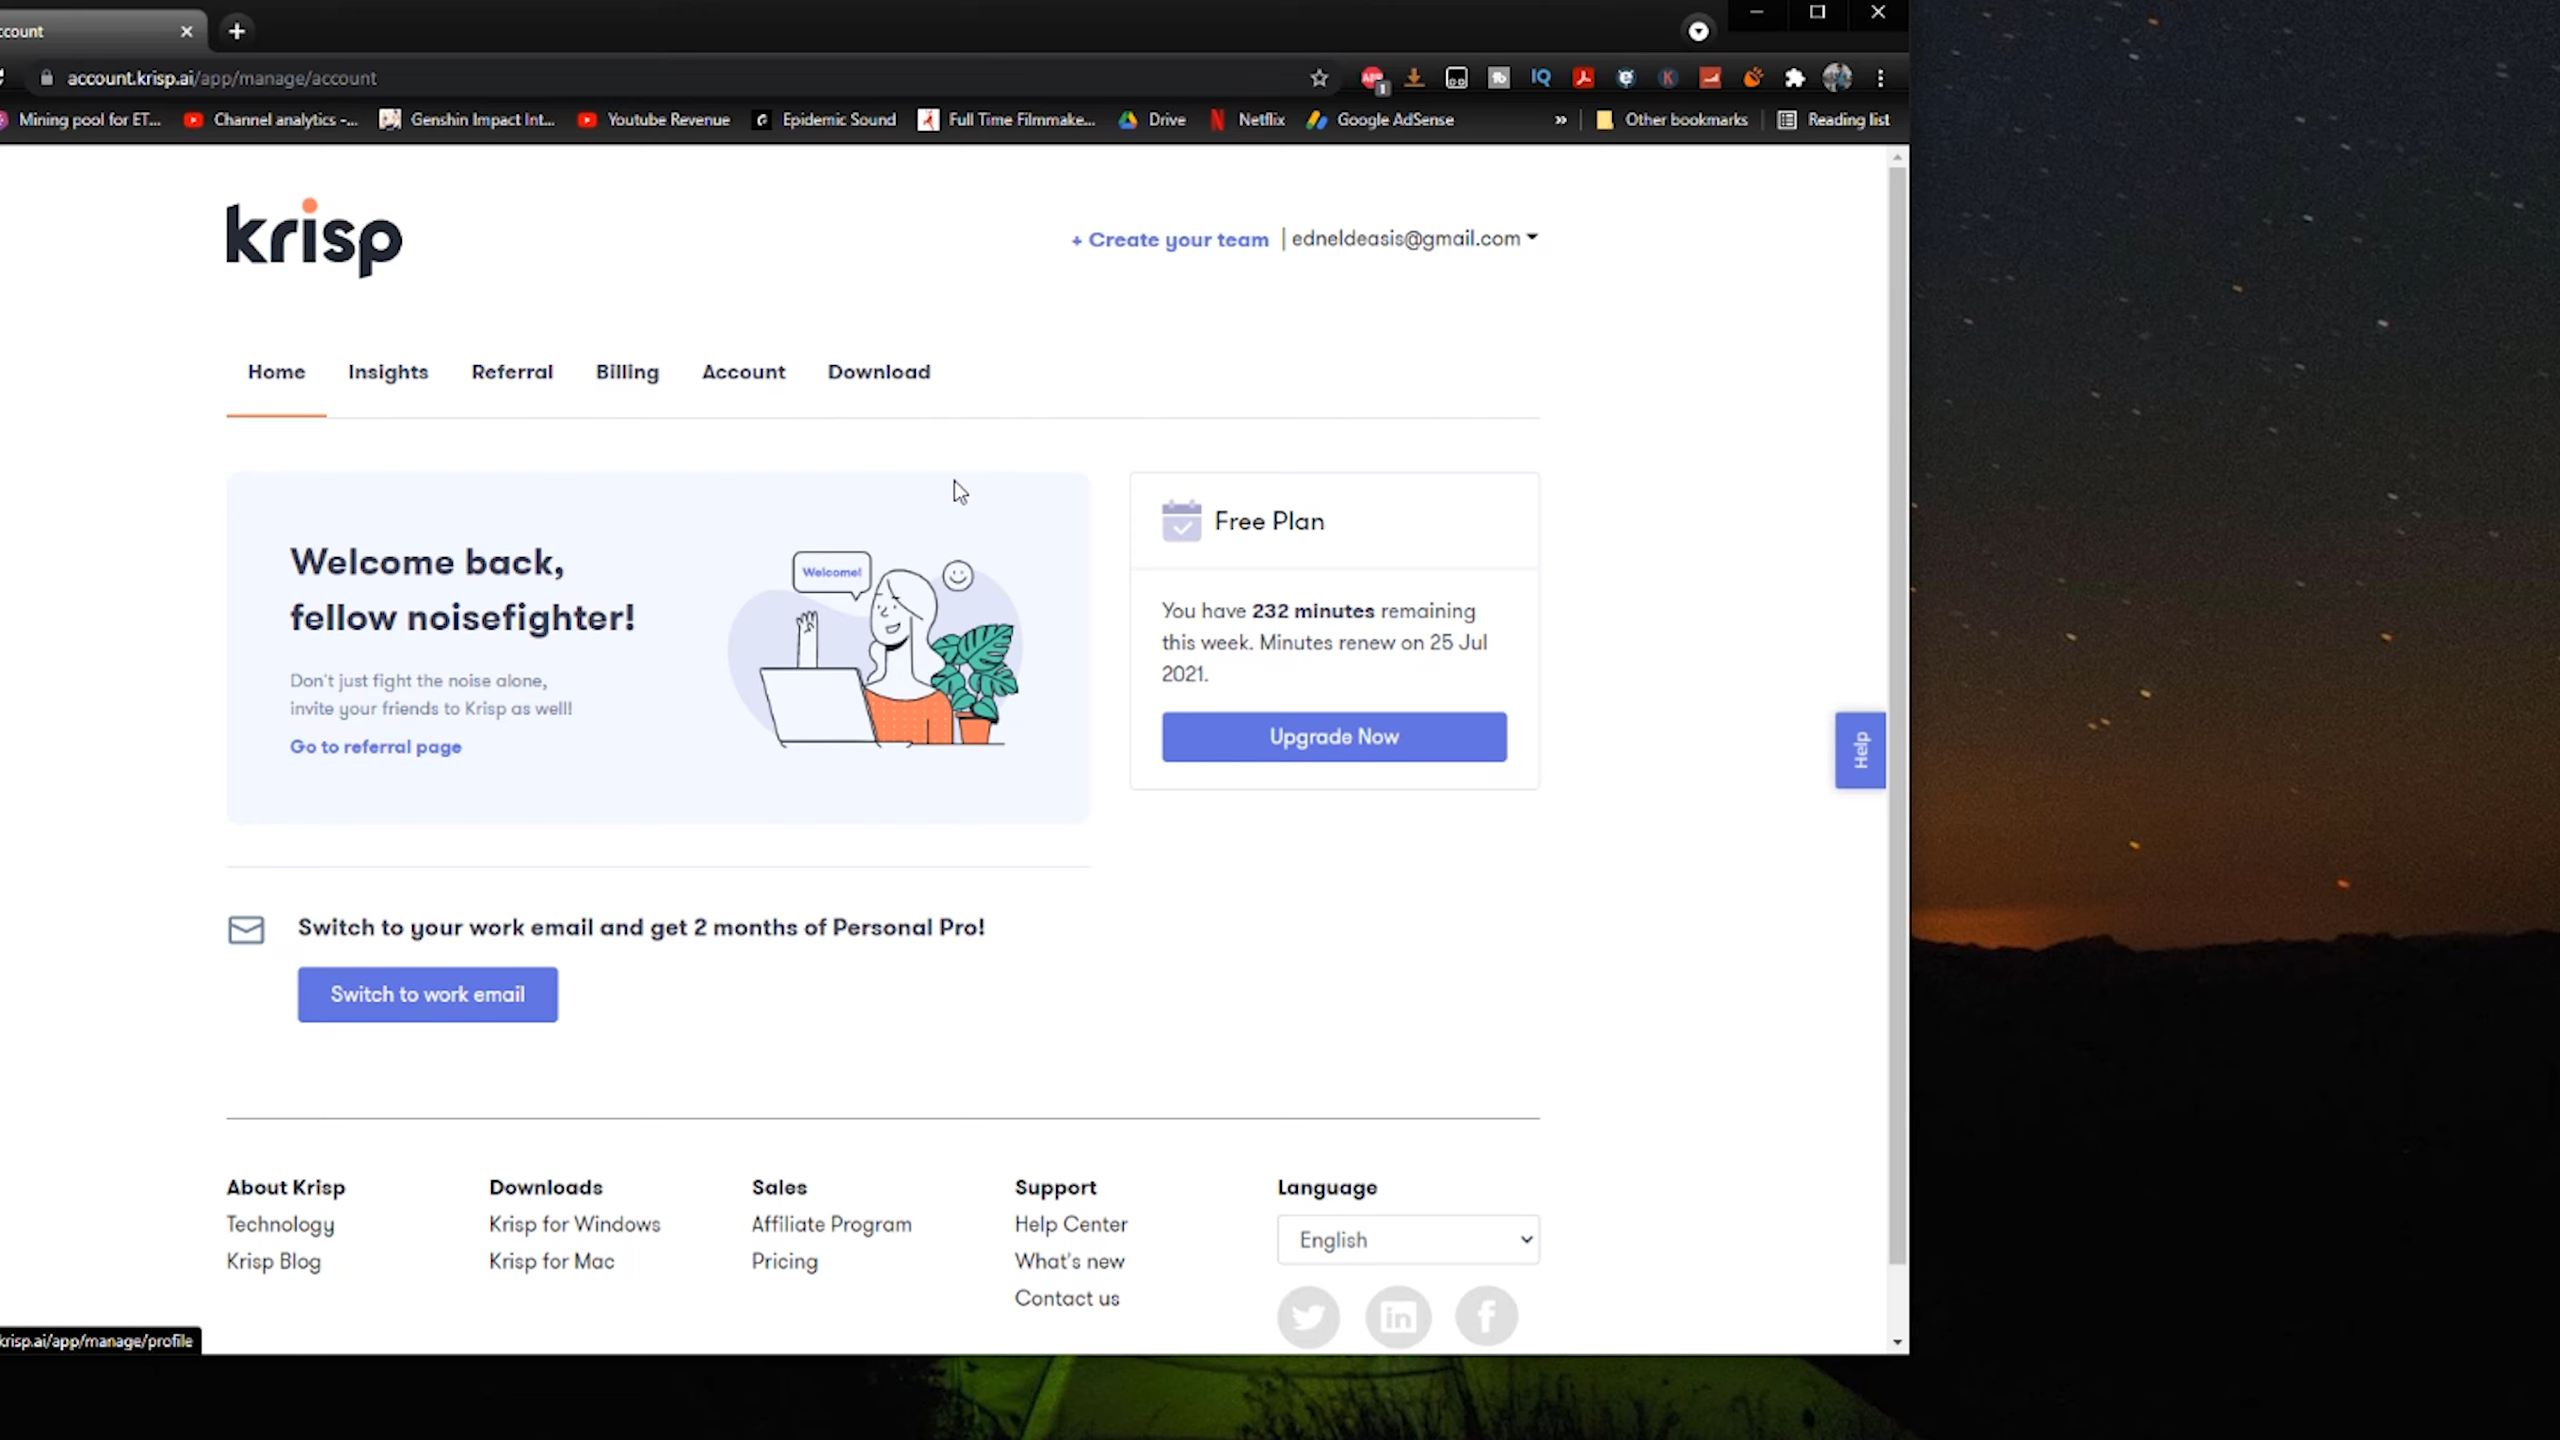 ccount
account.krisp.ai/app/manage/account
Mining pool for ET... Channel analytics -... Genshin Impact Int... Youtube Revenue Epidemic Sound Full Time Filmmake... Drive Netflix Google AdSense » Other bookmarks Reading list
krisp
+ Create your team | edneldeasis@gmail.com
Home Insights Referral Billing Account Download
Welcome back,
fellow noisefighter!
Don't just fight the noise alone,
invite your friends to Krisp as well!
Go to referral page
Welcome!
Free Plan
You have 232 minutes remaining
this week. Minutes renew on 25 Jul
2021.
Upgrade Now
Help
Switch to your work email and get 2 months of Personal Pro!
Switch to work email
About Krisp
Technology
Krisp Blog
Downloads
Krisp for Windows
Krisp for Mac
Sales
Affiliate Program
Pricing
Support
Help Center
What's new
Contact us
Language
English
krisp.ai/app/manage/profile